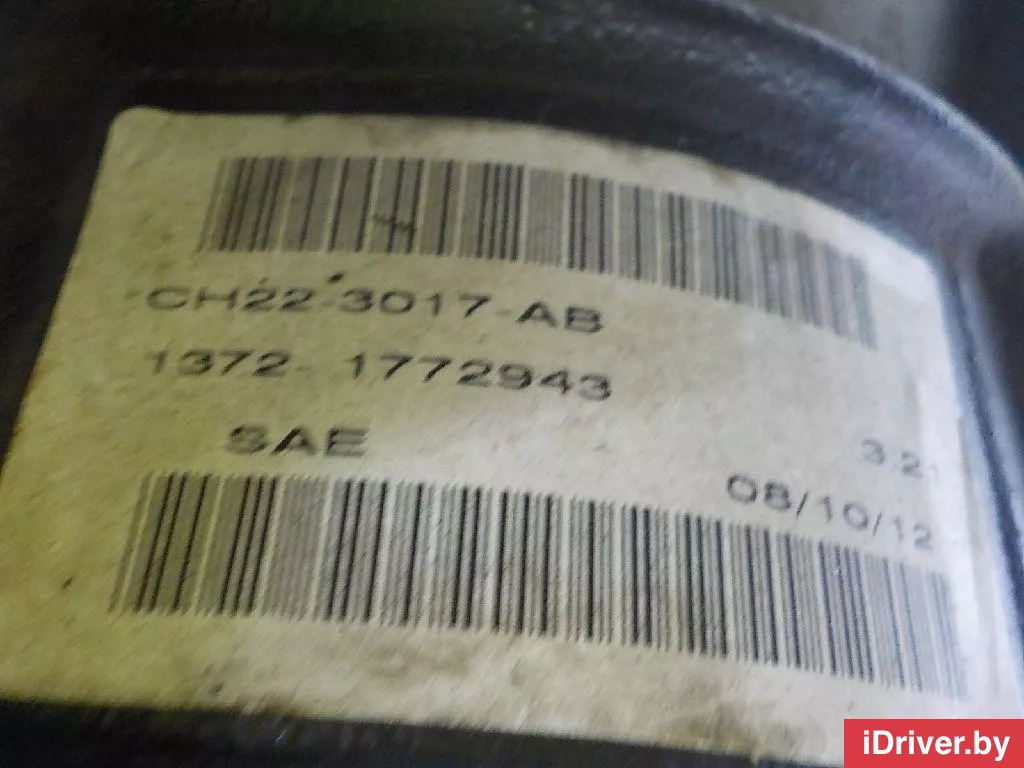 CH22-3017-AB
1372- 1772943
SAE
3.21
08/10/12
iDriver.by